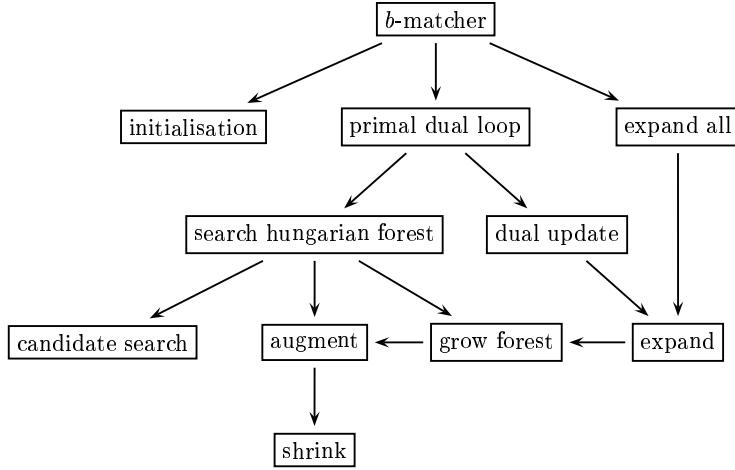 b-matcher
initialisation
primal dual loop
expand all
search hungarian forest
dual update
candidate search
augment
grow forest
expand
shrink